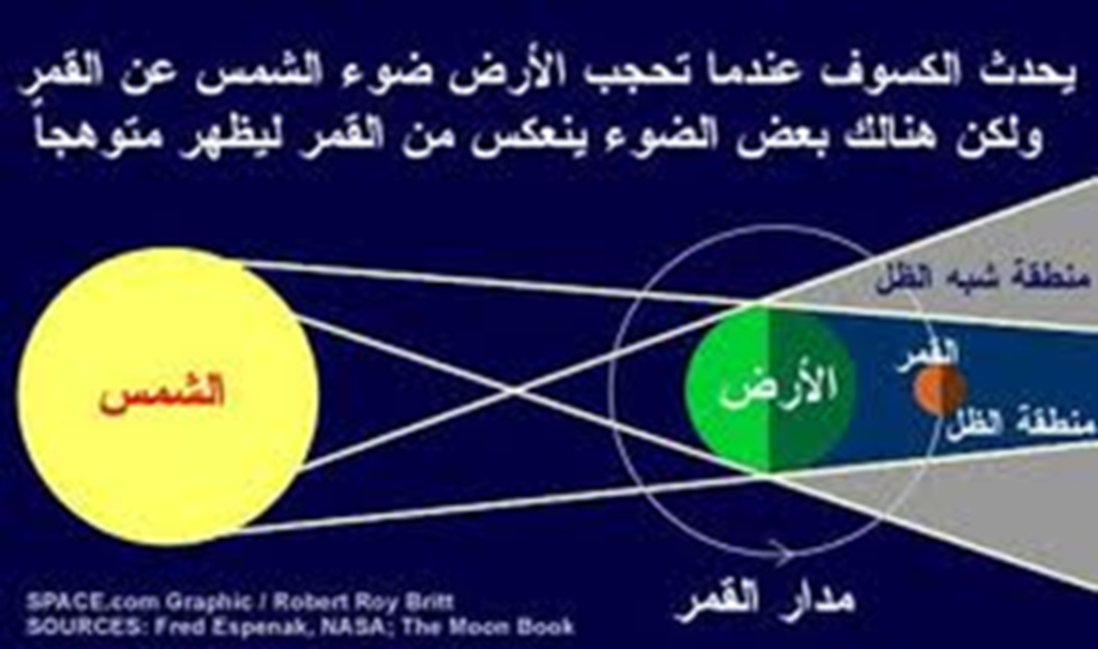 يحدث الكسوف عندما تحجب الأرض ضوء الشمس عن القمر
ولكن هنالك بعض الضوء ينعكس من القمر ليظهر متوهجاً
منطقة شبه الظل
القمر
الأرض
الشمس
منطقة الظل
مدار القمر
SPACE.com Graphic / Robert Roy Britt
SOURCES: Fred Espenak, NASA; The Moon Book